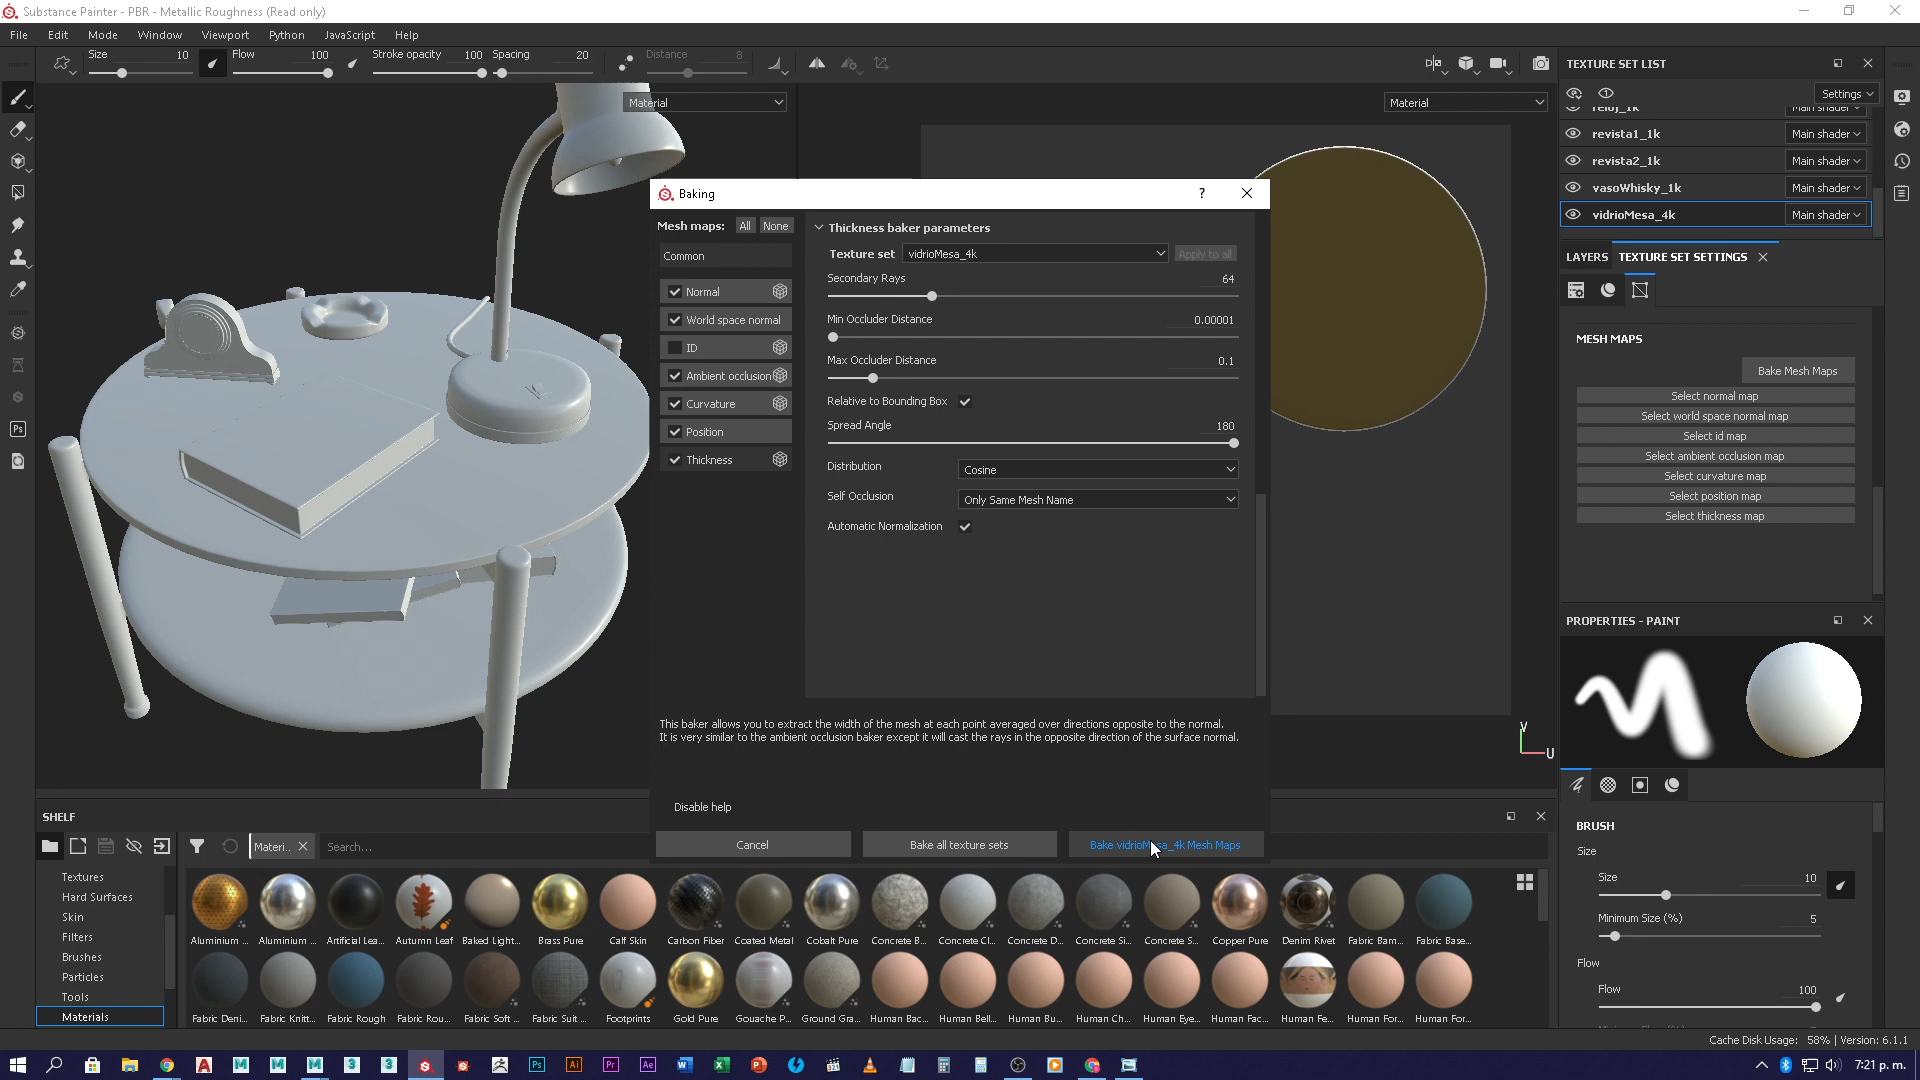 Substance Painter - PBR - Metallic Roughness (Read only)
File Edit Mode Window Viewport Python JavaScript Help
Size 10 Flow 100 Stroke opacity 100 Spacing 20 Distance 8
Material
Material
Baking ?
Mesh maps: All None
Common
Normal
World space normal
ID
Ambient occlusion
Curvature
Position
Thickness
Thickness baker parameters
Texture set vidrioMesa_4k Apply to all
Secondary Rays 64
Min Occluder Distance 0.00001
Max Occluder Distance 0.1
Relative to Bounding Box
Spread Angle 180
Distribution Cosine
Self Occlusion Only Same Mesh Name
Automatic Normalization
This baker allows you to extract the width of the mesh at each point averaged over directions opposite to the normal.
It is very similar to the ambient occlusion baker except it will cast the rays in the opposite direction of the surface normal.
Disable help
Cancel Bake all texture sets Bake vidrioMesa_4k Mesh Maps
V
U
TEXTURE SET LIST
Settings
reloj_1k Main shader
revista1_1k Main shader
revista2_1k Main shader
vasoWhisky_1k Main shader
vidrioMesa_4k Main shader
LAYERS TEXTURE SET SETTINGS
MESH MAPS
Bake Mesh Maps
Select normal map
Select world space normal map
Select id map
Select ambient occlusion map
Select curvature map
Select position map
Select thickness map
PROPERTIES - PAINT
BRUSH
Size
Size 10
Minimum Size (%) 5
Flow
Flow 100
SHELF
Materi.. Search...
Textures
Hard Surfaces
Skin
Filters
Brushes
Particles
Tools
Materials
Aluminium ... Aluminium ... Artificial Lea... Autumn Leaf Baked Light... Brass Pure Calf Skin Carbon Fiber Coated Metal Cobalt Pure Concrete B... Concrete Cl... Concrete D... Concrete Si... Concrete S... Copper Pure Denim Rivet Fabric Bam... Fabric Base...
Fabric Deni... Fabric Knitt... Fabric Rough Fabric Rou... Fabric Soft ... Fabric Suit ... Footprints Gold Pure Gouache P... Ground Gra... Human Bac... Human Bell... Human Bu... Human Ch... Human Eye... Human Fac... Human Fe... Human For... Human For...
Cache Disk Usage: 58% | Version: 6.1.1
7:21 p. m.